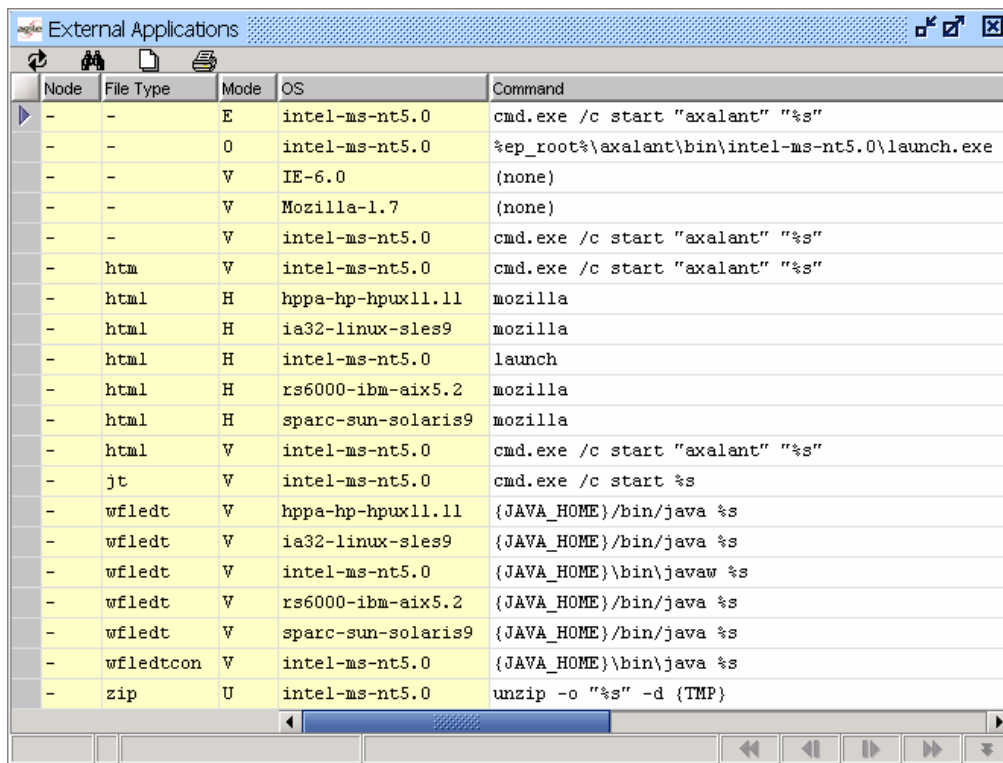 agile External Applications
Node File Type Mode OS Command
- - E intel-ms-nt5.0 cmd.exe /c start "axalant" "%s"
- - O intel-ms-nt5.0 %ep_root%\axalant\bin\intel-ms-nt5.0\launch.exe
- - V IE-6.0 (none)
- - V Mozilla-1.7 (none)
- - V intel-ms-nt5.0 cmd.exe /c start "axalant" "%s"
- htm V intel-ms-nt5.0 cmd.exe /c start "axalant" "%s"
- html H hppa-hp-hpux11.11 mozilla
- html H ia32-linux-sles9 mozilla
- html H intel-ms-nt5.0 launch
- html H rs6000-ibm-aix5.2 mozilla
- html H sparc-sun-solaris9 mozilla
- html V intel-ms-nt5.0 cmd.exe /c start "axalant" "%s"
- jt V intel-ms-nt5.0 cmd.exe /c start %s
- wfledt V hppa-hp-hpux11.11 {JAVA_HOME}/bin/java %s
- wfledt V ia32-linux-sles9 {JAVA_HOME}/bin/java %s
- wfledt V intel-ms-nt5.0 {JAVA_HOME}\bin\javaw %s
- wfledt V rs6000-ibm-aix5.2 {JAVA_HOME}/bin/java %s
- wfledt V sparc-sun-solaris9 {JAVA_HOME}/bin/java %s
- wfledtcon V intel-ms-nt5.0 {JAVA_HOME}\bin\java %s
- zip U intel-ms-nt5.0 unzip -o "%s" -d {TMP}